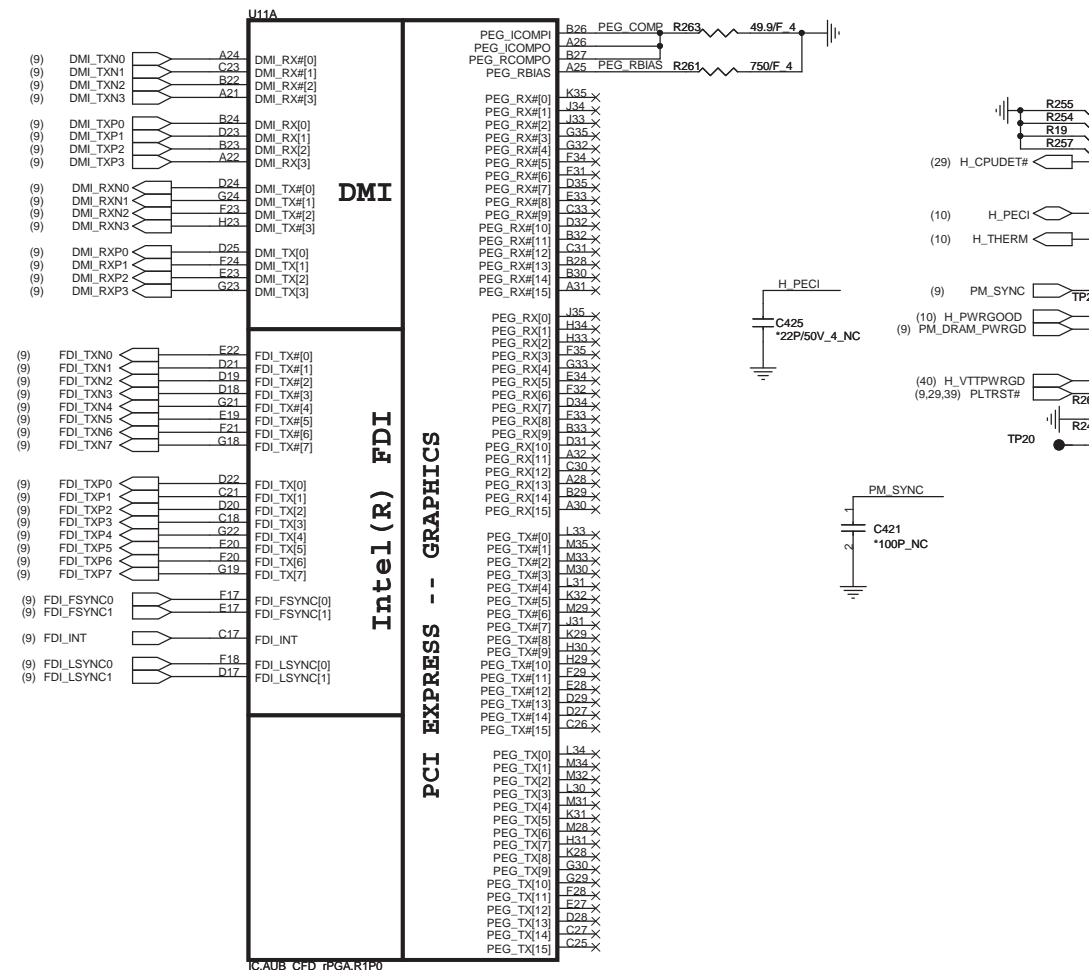 U11A
(9) DMI_TXN0 A24 DMI_RX#[0]
(9) DMI_TXN1 C23 DMI_RX#[1]
(9) DMI_TXN2 B22 DMI_RX#[2]
(9) DMI_TXN3 A21 DMI_RX#[3]
(9) DMI_TXP0 B24 DMI_RX[0]
(9) DMI_TXP1 D23 DMI_RX[1]
(9) DMI_TXP2 B23 DMI_RX[2]
(9) DMI_TXP3 A22 DMI_RX[3]
(9) DMI_RXN0 D24 DMI_TX#[0]
(9) DMI_RXN1 G24 DMI_TX#[1]
(9) DMI_RXN2 F23 DMI_TX#[2]
(9) DMI_RXN3 H23 DMI_TX#[3]
(9) DMI_RXP0 D25 DMI_TX[0]
(9) DMI_RXP1 F24 DMI_TX[1]
(9) DMI_RXP2 E23 DMI_TX[2]
(9) DMI_RXP3 G23 DMI_TX[3]
DMI
(9) FDI_TXN0 E22 FDI_TX#[0]
(9) FDI_TXN1 D21 FDI_TX#[1]
(9) FDI_TXN2 D19 FDI_TX#[2]
(9) FDI_TXN3 D18 FDI_TX#[3]
(9) FDI_TXN4 G21 FDI_TX#[4]
(9) FDI_TXN5 E19 FDI_TX#[5]
(9) FDI_TXN6 F21 FDI_TX#[6]
(9) FDI_TXN7 G18 FDI_TX#[7]
(9) FDI_TXP0 D22 FDI_TX[0]
(9) FDI_TXP1 C21 FDI_TX[1]
(9) FDI_TXP2 D20 FDI_TX[2]
(9) FDI_TXP3 C18 FDI_TX[3]
(9) FDI_TXP4 G22 FDI_TX[4]
(9) FDI_TXP5 E20 FDI_TX[5]
(9) FDI_TXP6 F20 FDI_TX[6]
(9) FDI_TXP7 G19 FDI_TX[7]
(9) FDI_FSYNC0 F17 FDI_FSYNC[0]
(9) FDI_FSYNC1 E17 FDI_FSYNC[1]
(9) FDI_INT C17 FDI_INT
(9) FDI_LSYNC0 F18 FDI_LSYNC[0]
(9) FDI_LSYNC1 D17 FDI_LSYNC[1]
Intel(R) FDI
PCI EXPRESS -- GRAPHICS
PEG_ICOMPI B26 PEG_COMP R263 49.9/F_4
PEG_ICOMPO A26
PEG_RCOMPO B27
PEG_RBIAS A25 PEG_RBIAS R261 750/F_4
PEG_RX#[0] K35
PEG_RX#[1] J34
PEG_RX#[2] J33
PEG_RX#[3] G35
PEG_RX#[4] G32
PEG_RX#[5] F34
PEG_RX#[6] F31
PEG_RX#[7] D35
PEG_RX#[8] E33
PEG_RX#[9] C33
PEG_RX#[10] D32
PEG_RX#[11] B32
PEG_RX#[12] C31
PEG_RX#[13] B28
PEG_RX#[14] B30
PEG_RX#[15] A31
PEG_RX[0] J35
PEG_RX[1] H34
PEG_RX[2] H33
PEG_RX[3] F35
PEG_RX[4] G33
PEG_RX[5] E34
PEG_RX[6] F32
PEG_RX[7] D34
PEG_RX[8] F33
PEG_RX[9] B33
PEG_RX[10] D31
PEG_RX[11] A32
PEG_RX[12] C30
PEG_RX[13] A28
PEG_RX[14] B29
PEG_RX[15] A30
PEG_TX#[0] L33
PEG_TX#[1] M35
PEG_TX#[2] M33
PEG_TX#[3] M30
PEG_TX#[4] L31
PEG_TX#[5] K32
PEG_TX#[6] M29
PEG_TX#[7] J31
PEG_TX#[8] K29
PEG_TX#[9] H30
PEG_TX#[10] H29
PEG_TX#[11] F29
PEG_TX#[12] E28
PEG_TX#[13] D29
PEG_TX#[14] D27
PEG_TX#[15] C26
PEG_TX[0] L34
PEG_TX[1] M34
PEG_TX[2] M32
PEG_TX[3] L30
PEG_TX[4] M31
PEG_TX[5] K31
PEG_TX[6] M28
PEG_TX[7] H31
PEG_TX[8] K28
PEG_TX[9] G30
PEG_TX[10] G29
PEG_TX[11] F28
PEG_TX[12] E27
PEG_TX[13] D28
PEG_TX[14] C27
PEG_TX[15] C25
IC,AUB_CFD_rPGA,R1P0
H_PECI
C425
*22P/50V_4_NC
PM_SYNC
1
C421
*100P_NC
2
R255
R254
R19
R257
(29) H_CPUDET#
(10) H_PECI
(10) H_THERM
(9) PM_SYNC
(10) H_PWRGOOD
(9) PM_DRAM_PWRGD
(40) H_VTTPWRGD
(9,29,39) PLTRST#
TP20